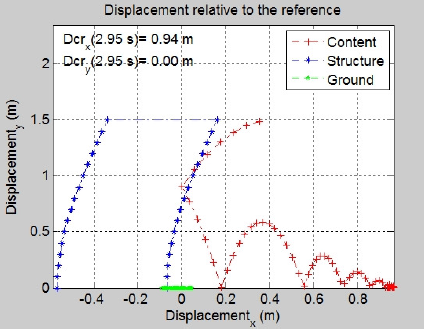 Displacement relative to the reference
Dcr_x(2.95 s)= 0.94 m
Dcr_y(2.95 s)= 0.00 m
Content
Structure
Ground
Displacement_y (m)
2
1.5
1
0.5
0
-0.4
-0.2
0
0.2
0.4
0.6
0.8
Displacement_x (m)